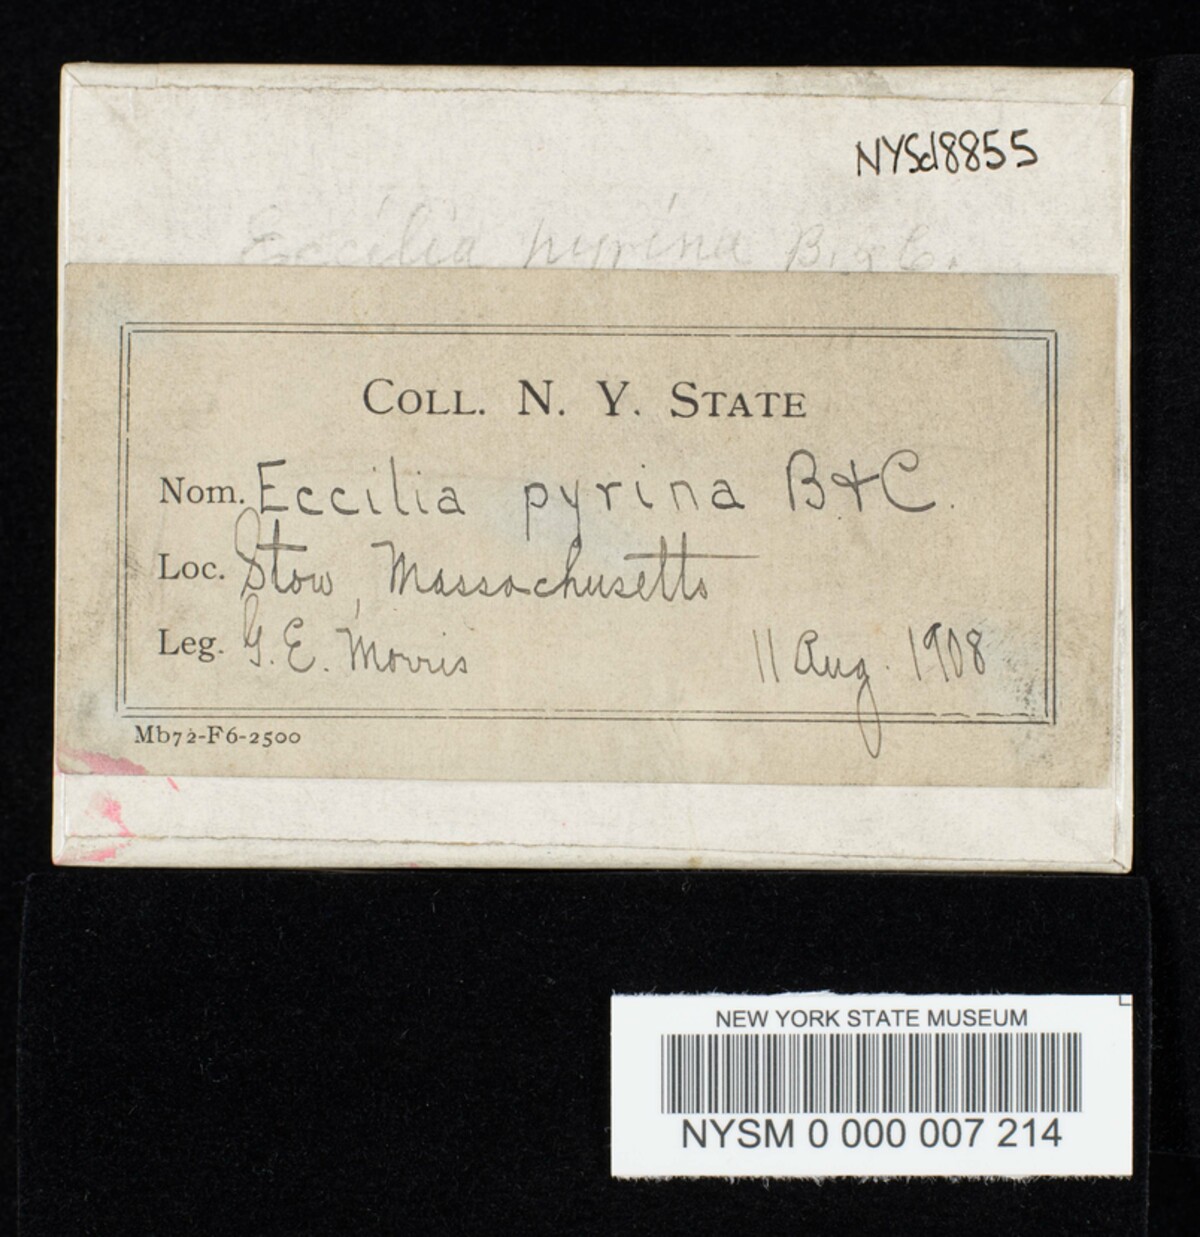 NYSd8855
Eccilia pyrina B. & C.
COLL. N. Y. STATE
Nom. Eccilia pyrina B & C.
Loc. Stow, Massachusetts
Leg. G. E. Morris 11 Aug. 1908
Mb72-F6-2500
NEW YORK STATE MUSEUM
NYSM 0 000 007 214